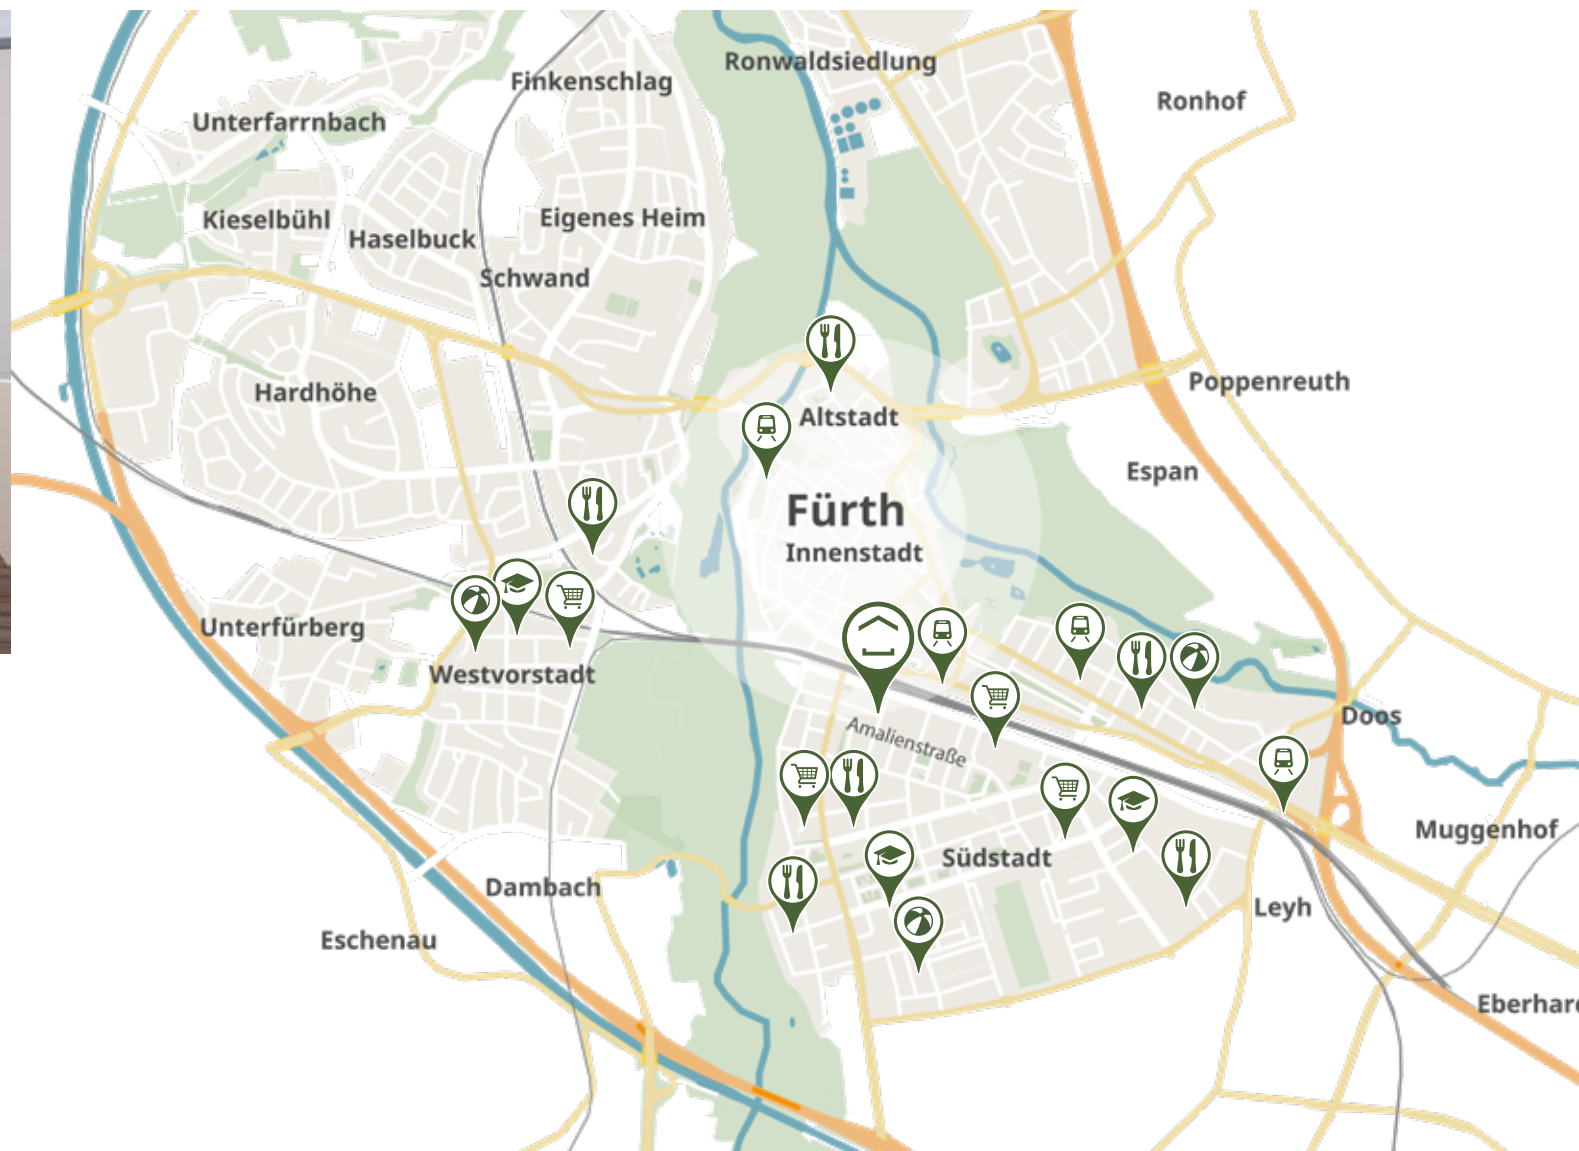 Ronwaldsiedlung
Finkenschlag
Ronhof
Unterfarrnbach
Kieselbühl
Eigenes Heim
Haselbuck
Schwand
Poppenreuth
Hardhöhe
Altstadt
Espan
Fürth
Innenstadt
Unterfürberg
Westvorstadt
Doos
Amalienstraße
Muggenhof
Südstadt
Dambach
Leyh
Eschenau
Eberhar